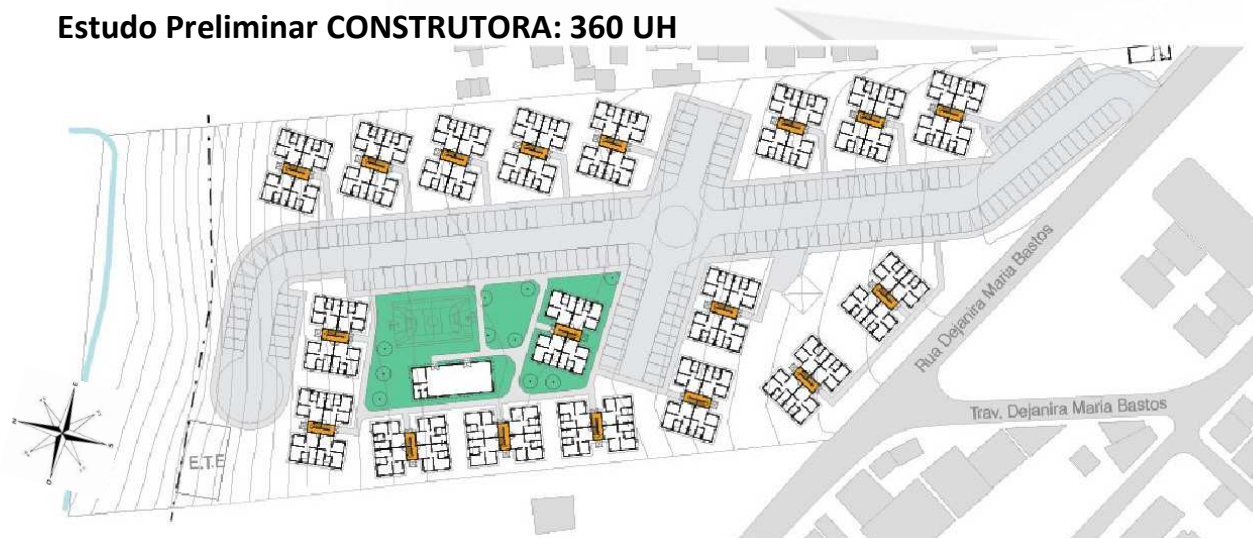 Estudo Preliminar CONSTRUTORA: 360 UH
Rua Dejanira Maria Bastos
Trav. Dejanira Maria Bastos
E.T.E